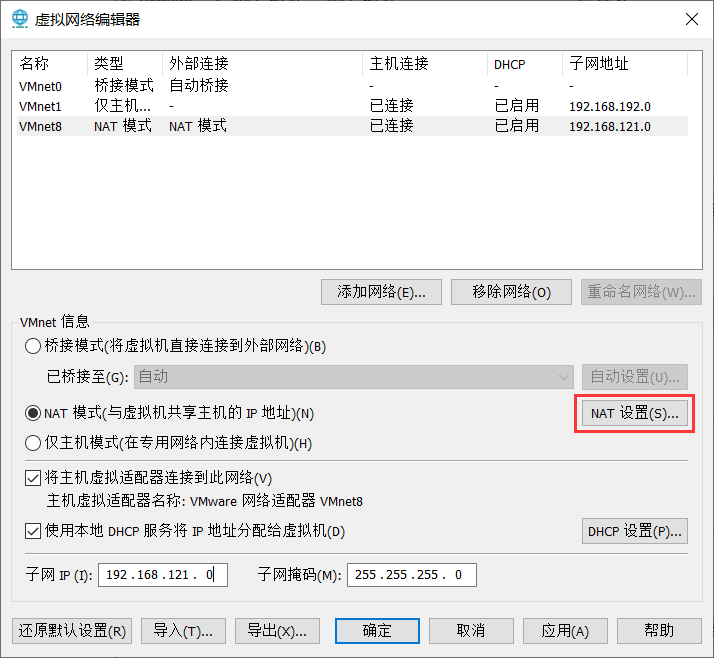 虚拟网络编辑器
名称 类型 外部连接 主机连接 DHCP 子网地址
VMnet0 桥接模式 自动桥接 - - -
VMnet1 仅主机... - 已连接 已启用 192.168.192.0
VMnet8 NAT 模式 NAT 模式 已连接 已启用 192.168.121.0
添加网络(E)... 移除网络(O) 重命名网络(W)...
VMnet 信息
桥接模式(将虚拟机直接连接到外部网络)(B)
已桥接至(G): 自动 自动设置(U)...
NAT 模式(与虚拟机共享主机的 IP 地址)(N) NAT 设置(S)...
仅主机模式(在专用网络内连接虚拟机)(H)
将主机虚拟适配器连接到此网络(V)
主机虚拟适配器名称: VMware 网络适配器 VMnet8
使用本地 DHCP 服务将 IP 地址分配给虚拟机(D) DHCP 设置(P)...
子网 IP (I): 192.168.121. 0 子网掩码(M): 255.255.255. 0
还原默认设置(R) 导入(T)... 导出(X)... 确定 取消 应用(A) 帮助